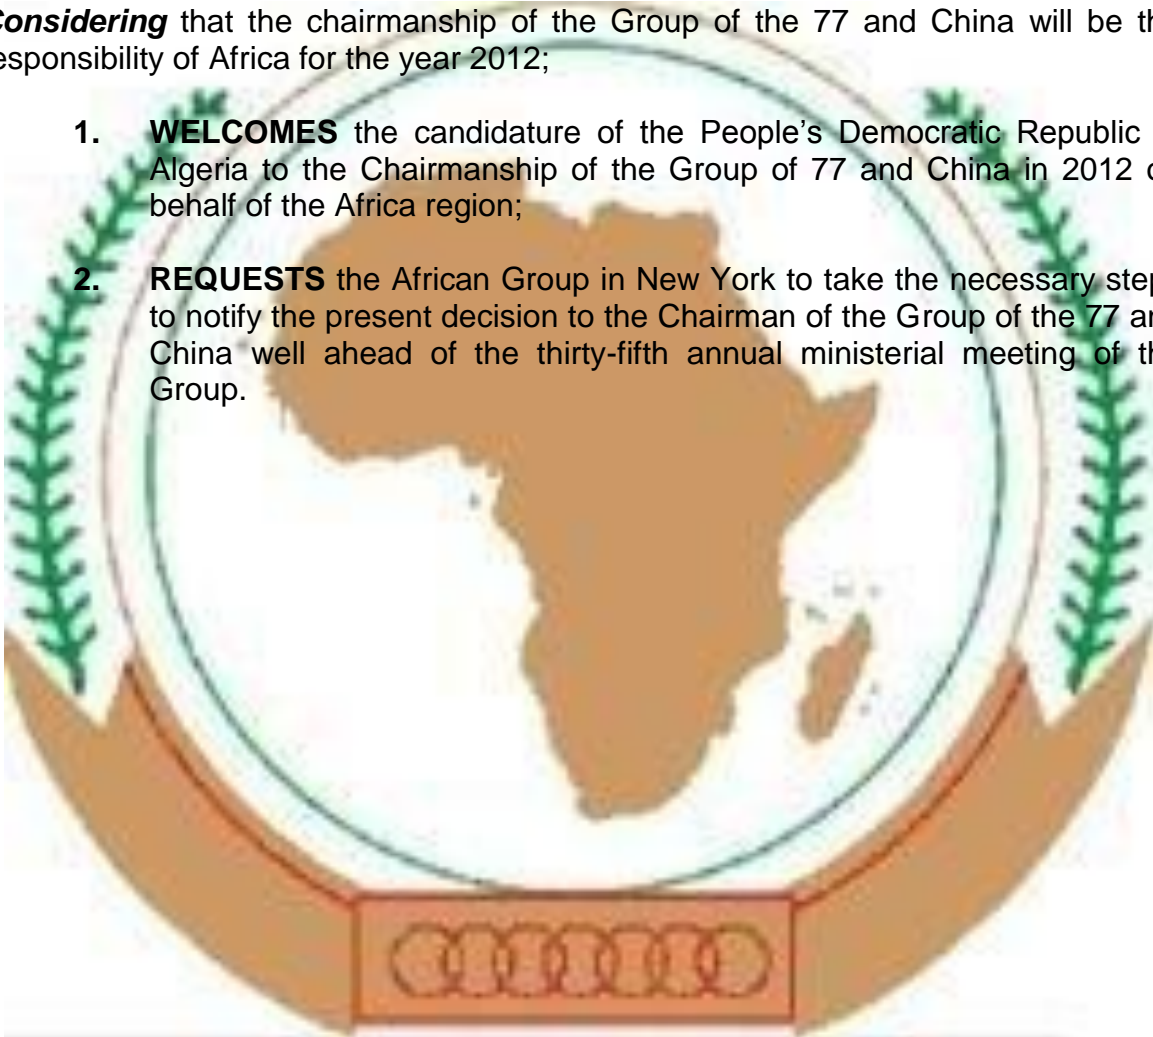 Considering that the chairmanship of the Group of the 77 and China will be th
esponsibility of Africa for the year 2012;
1. WELCOMES the candidature of the People's Democratic Republic
Algeria to the Chairmanship of the Group of 77 and China in 2012 o
behalf of the Africa region;
2. REQUESTS the African Group in New York to take the necessary step
to notify the present decision to the Chairman of the Group of the 77 an
China well ahead of the thirty-fifth annual ministerial meeting of th
Group.